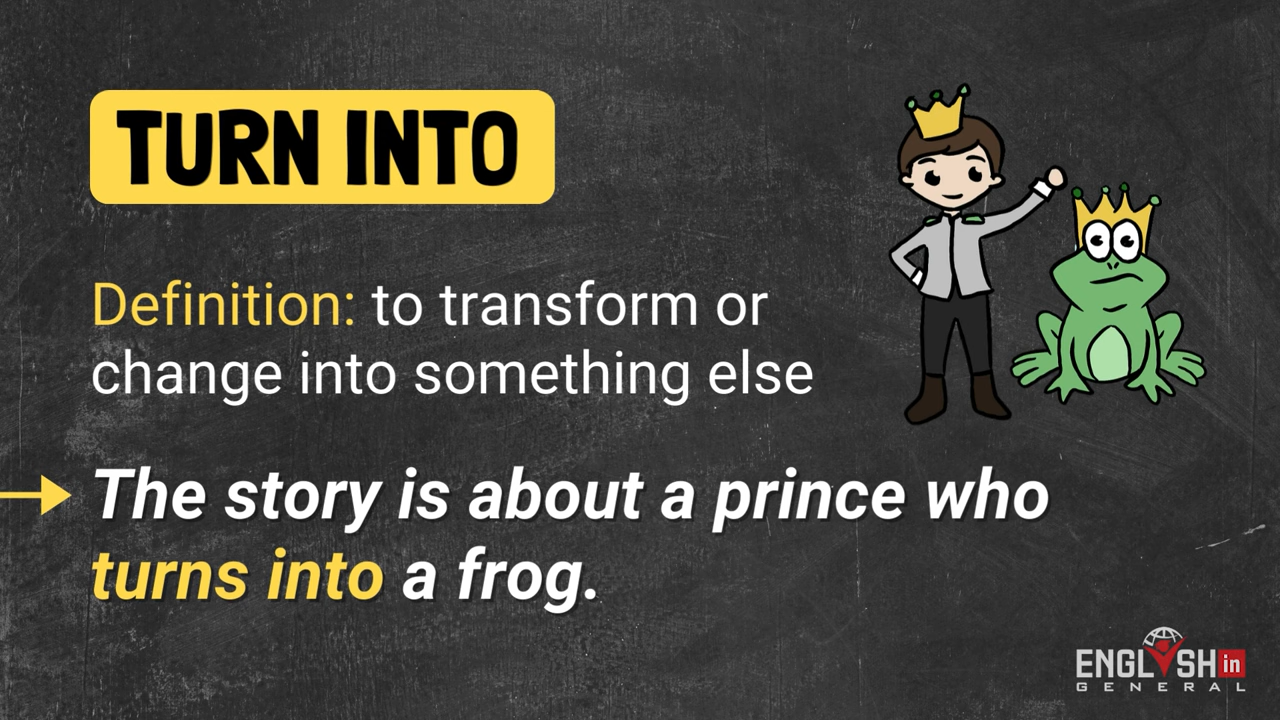 TURN INTO
Definition: to transform or
change into something else
The story is about a prince who
turns into a frog.
ENGLISH in
GENERAL